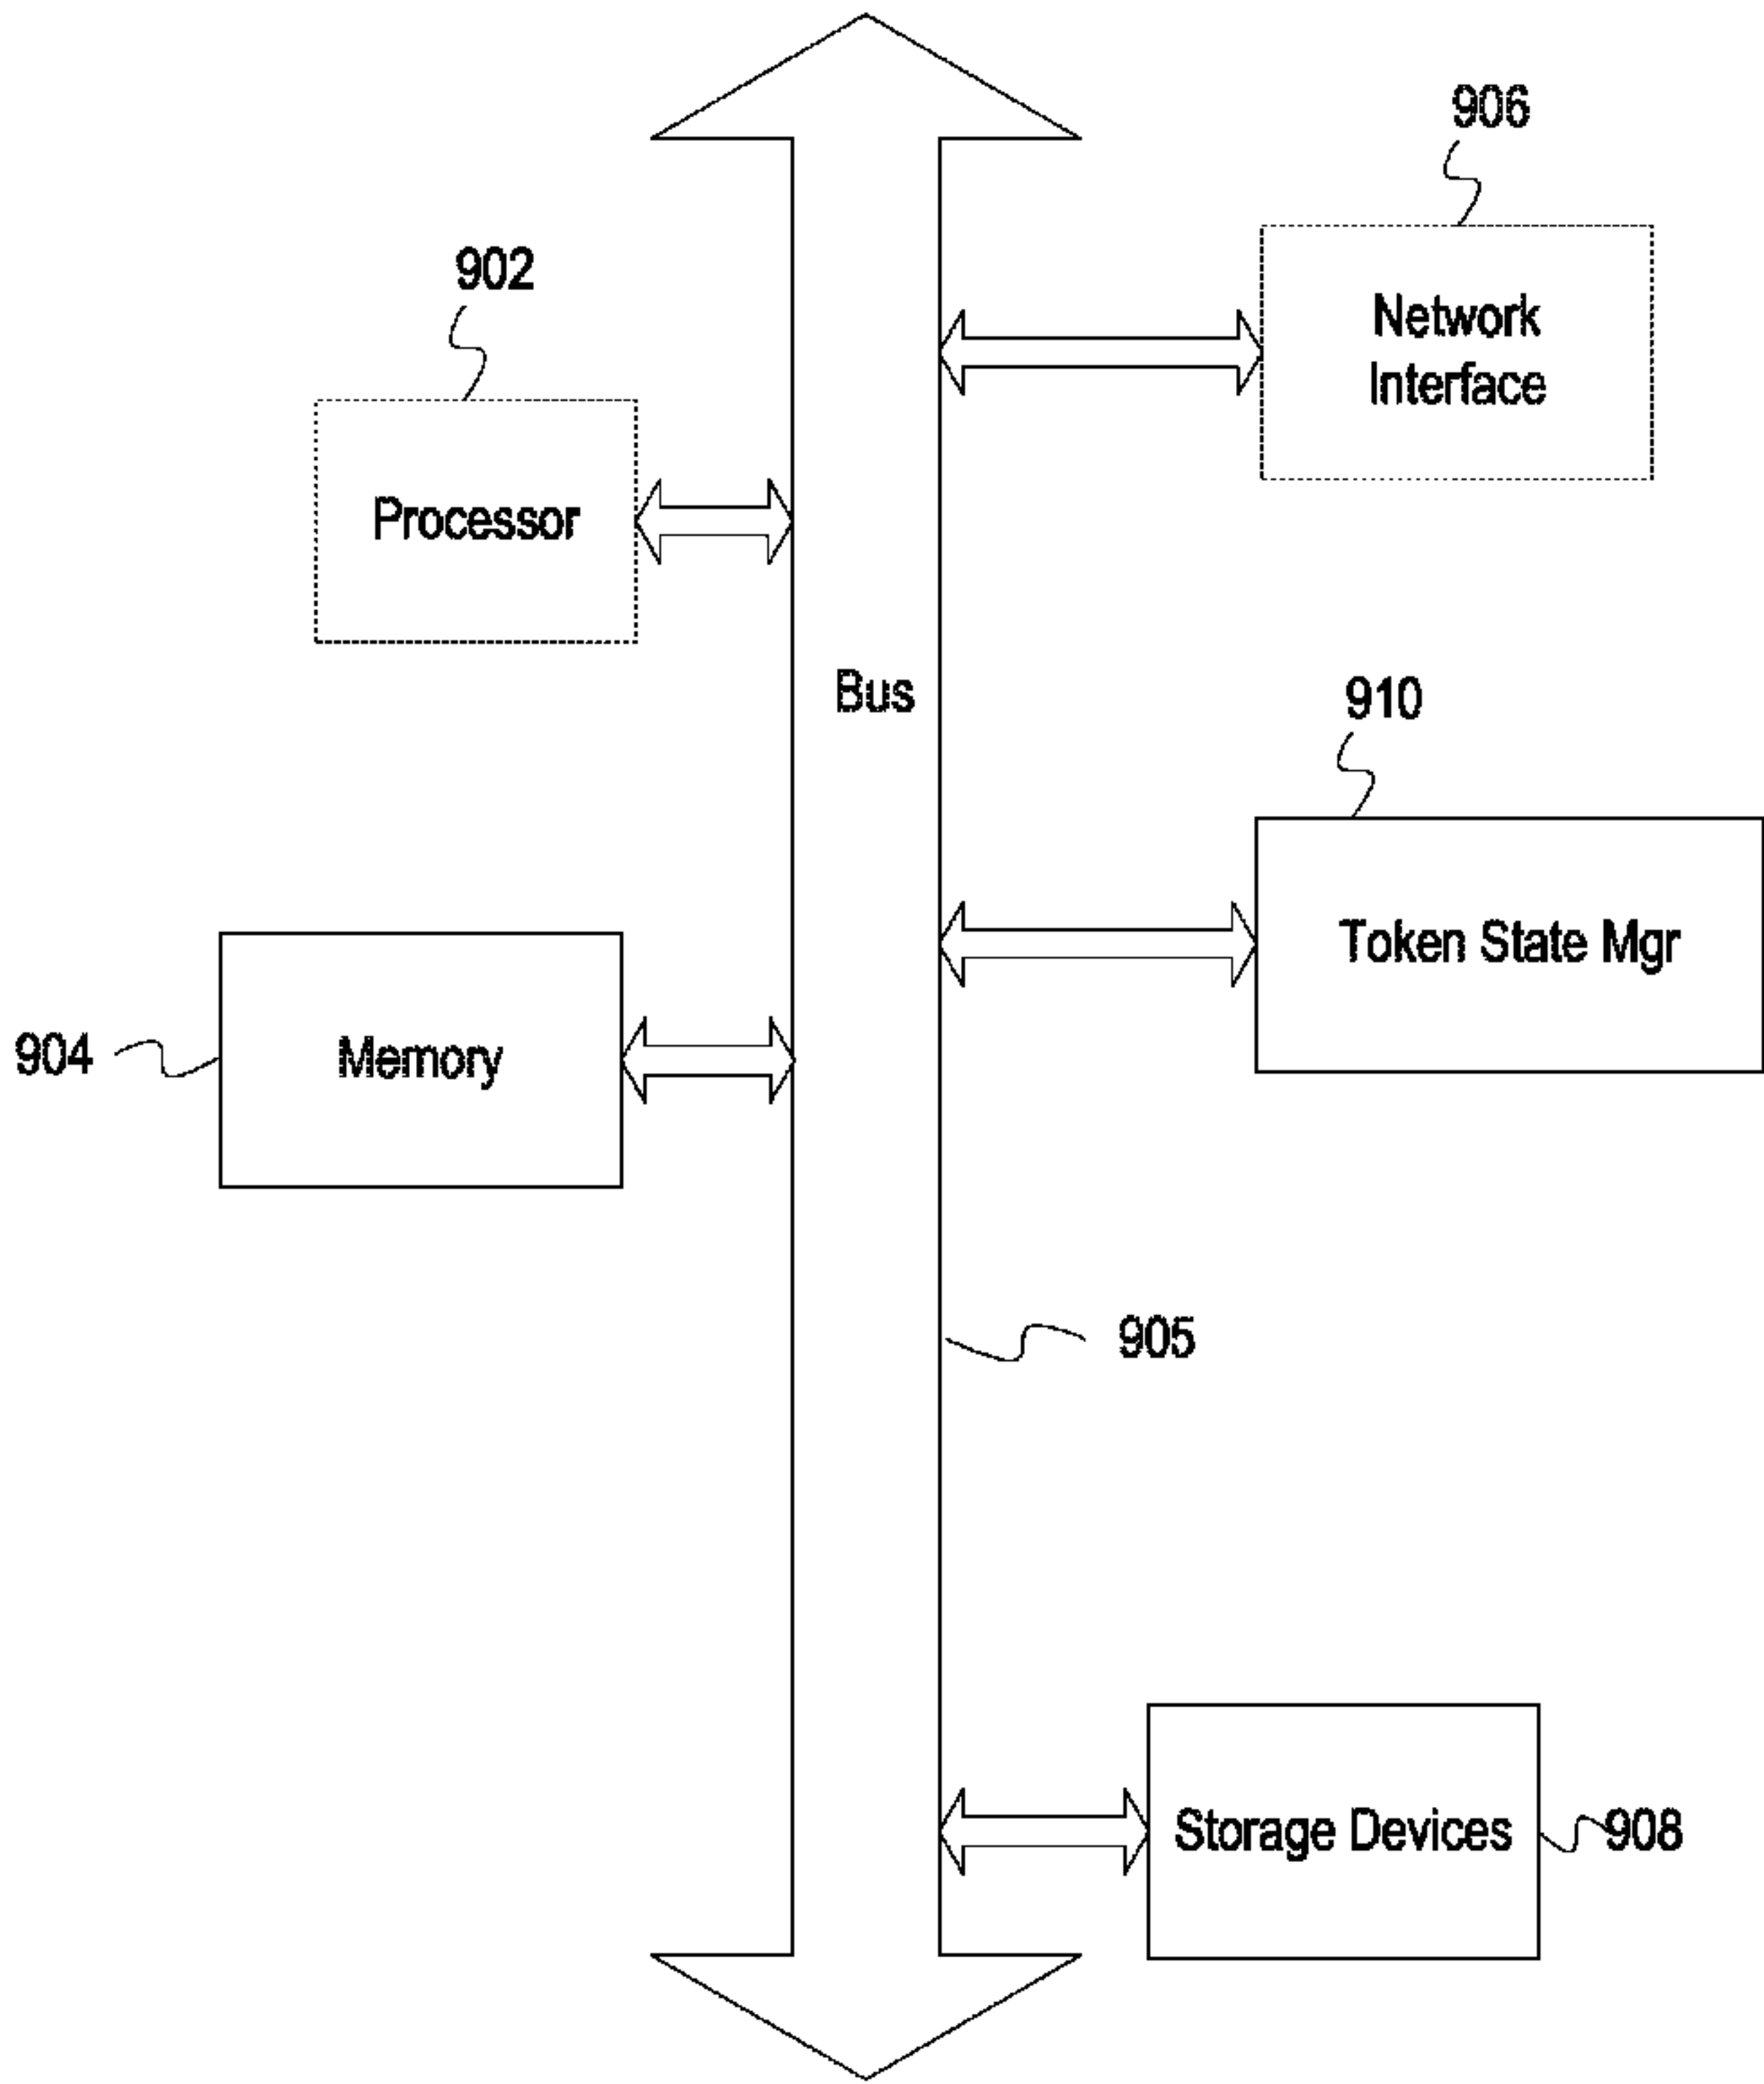 906
Network
Interface
902
Processor
Bus
910
Token State Mgr
904
Memory
905
Storage Devices
908